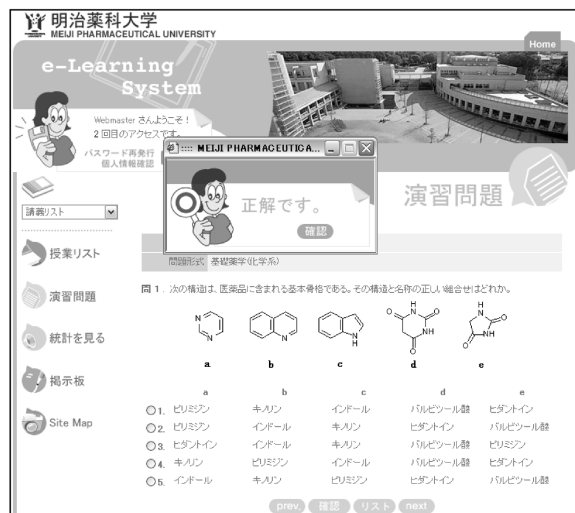 明治薬科大学
MEIJI PHARMACEUTICAL UNIVERSITY
Home
e-Learning
System
Webmaster さんようこそ!
2 回目のアクセスです。
パスワード再発行
個人情報確認
:::: MEIJI PHARMACEUTICA...
正解です。
確認
演習問題
講義リスト
授業リスト
演習問題
統計を見る
掲示板
Site Map
問題形式 基礎薬学(化学系)
問 1 . 次の構造は、医薬品に含まれる基本骨格である。その構造と名称の正しい組合せはどれか。
N N N N H O H N NH O O H N O NH O
a b c d e
a b c d e
1. ピリミジン キノリン インドール バルビツール酸 ヒダントイン
2. ピリミジン インドール キノリン ヒダントイン バルビツール酸
3. ヒダントイン インドール キノリン バルビツール酸 ピリミジン
4. キノリン ピリミジン インドール バルビツール酸 ヒダントイン
5. インドール キノリン ピリミジン ヒダントイン バルビツール酸
prev. 確認 リスト next